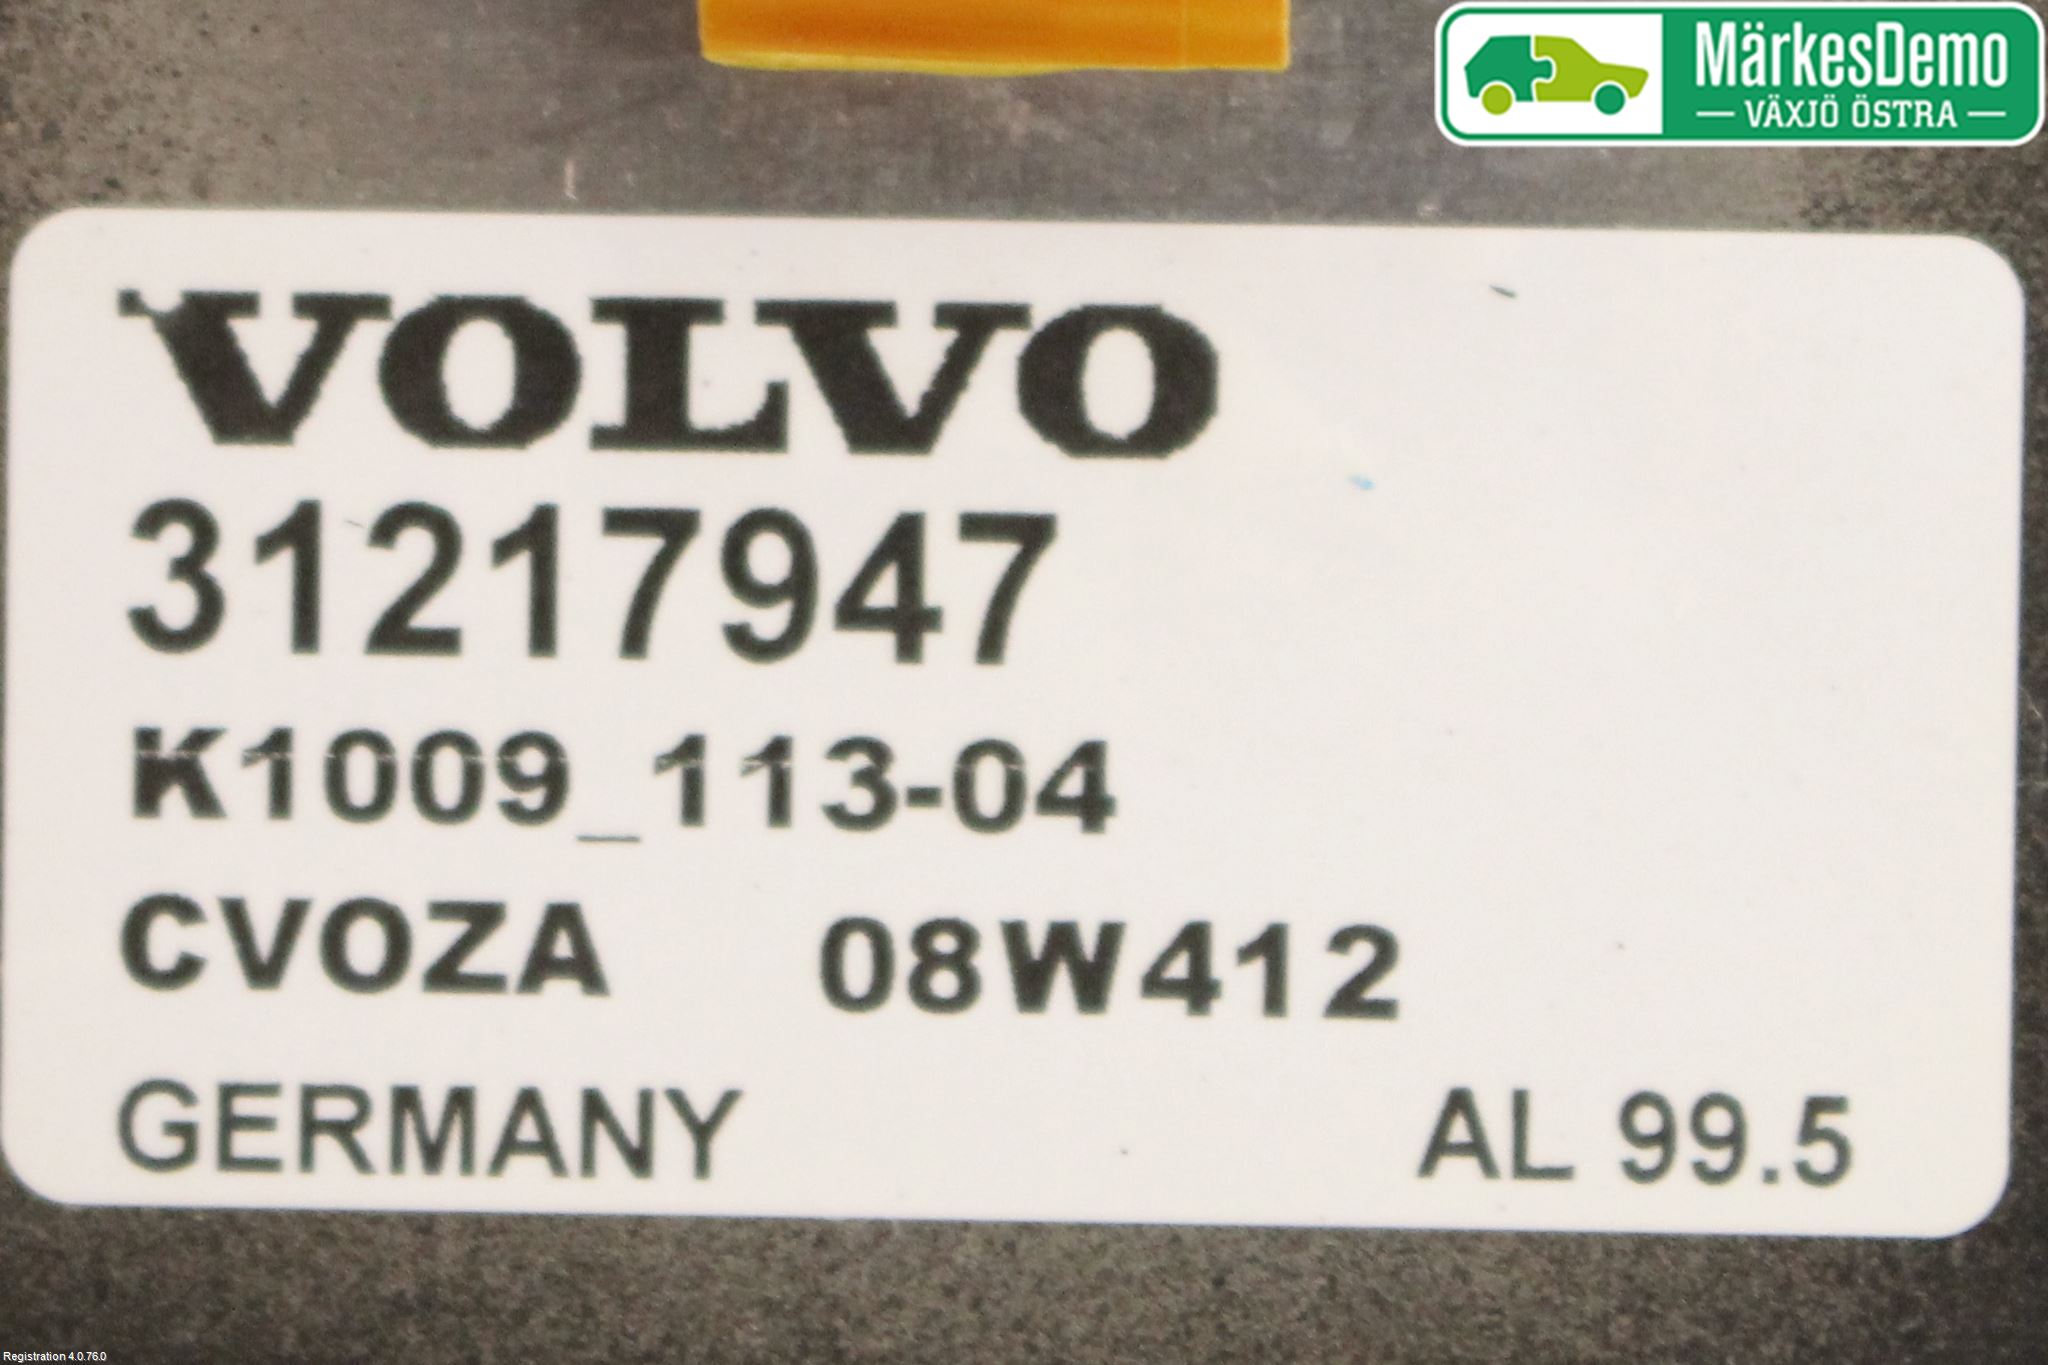 MärkesDemo
VÄXJÖ ÖSTRA
VOLVO
31217947
K1009_113-04
CVOZA 08W412
GERMANY AL 99.5
Registration 4.0.76.0